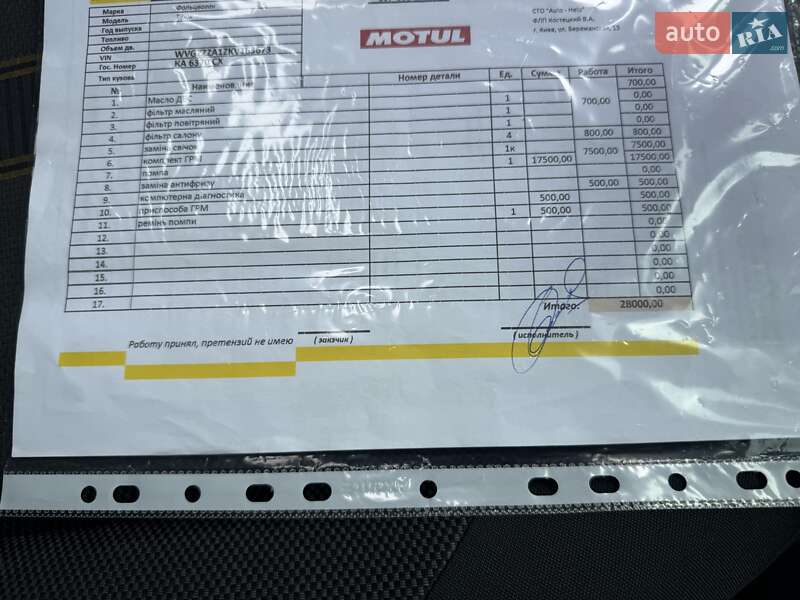 Марка Фольцваген
Модель
Год выпуска
Топливо
Объем дв.
VIN
Гос. Номер
Тип кузова
MOTUL
СТО "Auto - Help"
ФЛП Костецкий В.А.
г. Киев, ул. Бережанская, 15
auto RIA.com
№ Номер детали Ед. Сумма Работа Итого
1. Масло ДВС 1 700,00 700,00
2. фільтр масляний 1 0,00
3. фільтр повітряний 1 0,00
4. фільтр салону 0,00
5. заміна свічок 4 800,00 800,00
6. комплект ГРМ 1к 7500,00 7500,00
7. помпа 1 17500,00 17500,00
0,00
8. заміна антифризу 500,00 500,00
9. компютерна діагностика 500,00 500,00
10. приспособа ГРМ 1 500,00 500,00
11. ремінь помпи 0,00
12. 0,00
13. 0,00
14. 0,00
15. 0,00
16. 0,00
17.
Итого: 28000,00
Работу принял, претензий не имею
( закзчик ) ( исполнитель )